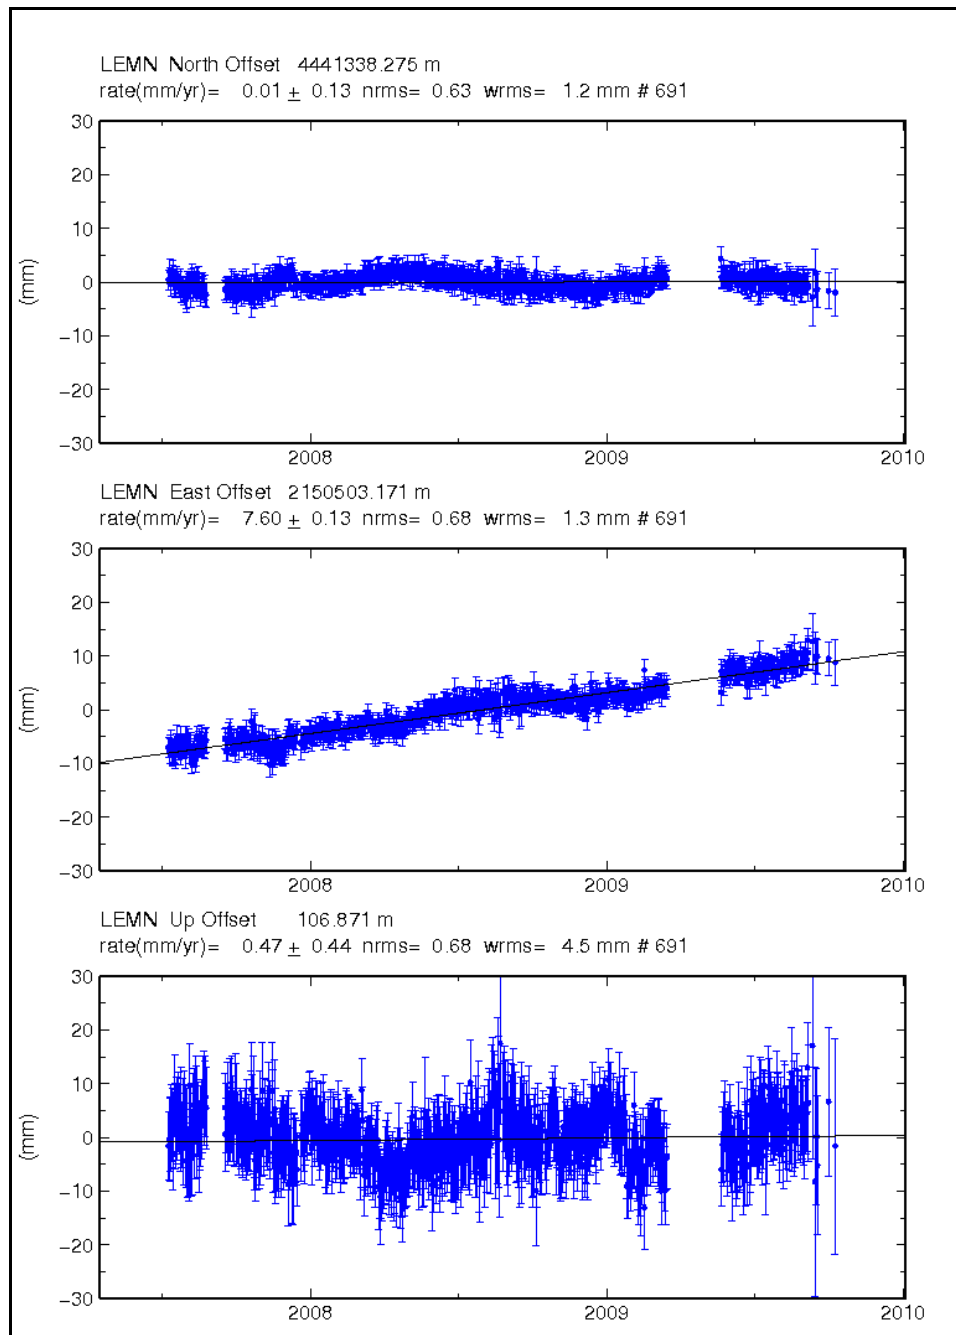 LEMN North Offset 4441338.275 m
rate(mm/yr)= 0.01 ± 0.13 nrms= 0.63 wrms= 1.2 mm # 691
30
20
10
0
−10
−20
−30
(mm)
2008 2009 2010
LEMN East Offset 2150503.171 m
rate(mm/yr)= 7.60 ± 0.13 nrms= 0.68 wrms= 1.3 mm # 691
30
20
10
0
−10
−20
−30
(mm)
2008 2009 2010
LEMN Up Offset 106.871 m
rate(mm/yr)= 0.47 ± 0.44 nrms= 0.68 wrms= 4.5 mm # 691
30
20
10
0
−10
−20
−30
(mm)
2008 2009 2010